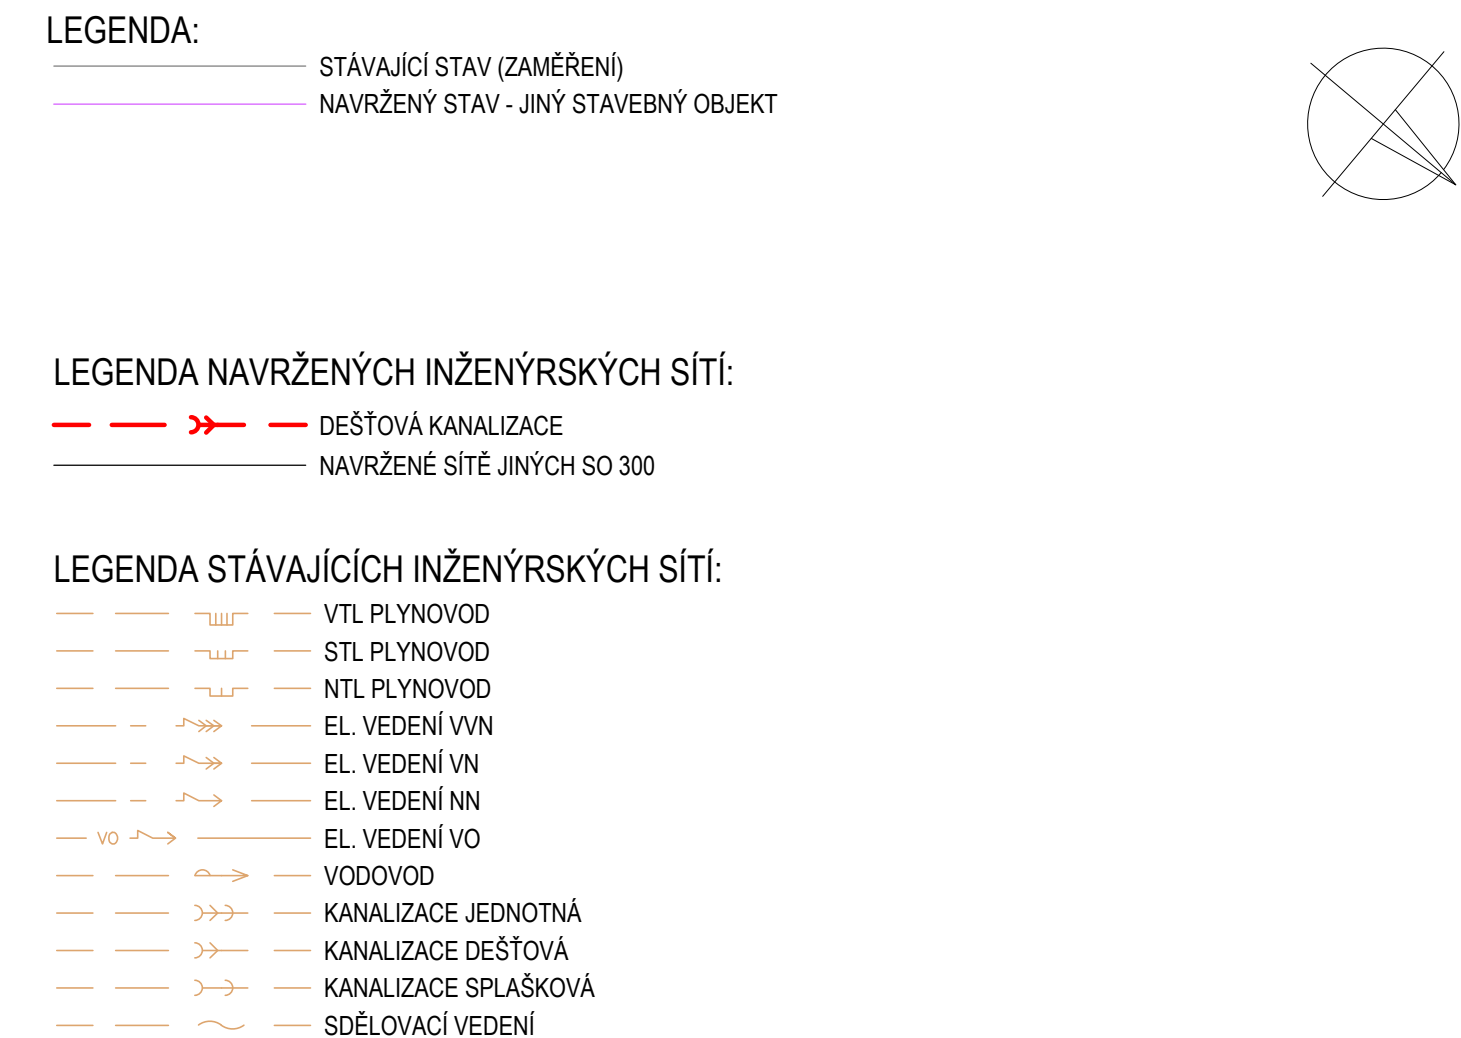 LEGENDA:
STÁVAJÍCÍ STAV (ZAMĚŘENÍ)
NAVRŽENÝ STAV - JINÝ STAVEBNÝ OBJEKT
LEGENDA NAVRŽENÝCH INŽENÝRSKÝCH SÍTÍ:
DEŠŤOVÁ KANALIZACE
NAVRŽENÉ SÍTĚ JINÝCH SO 300
LEGENDA STÁVAJÍCÍCH INŽENÝRSKÝCH SÍTÍ:
VTL PLYNOVOD
STL PLYNOVOD
NTL PLYNOVOD
EL. VEDENÍ VVN
EL. VEDENÍ VN
EL. VEDENÍ NN
VO EL. VEDENÍ VO
VODOVOD
KANALIZACE JEDNOTNÁ
KANALIZACE DEŠŤOVÁ
KANALIZACE SPLAŠKOVÁ
SDĚLOVACÍ VEDENÍ